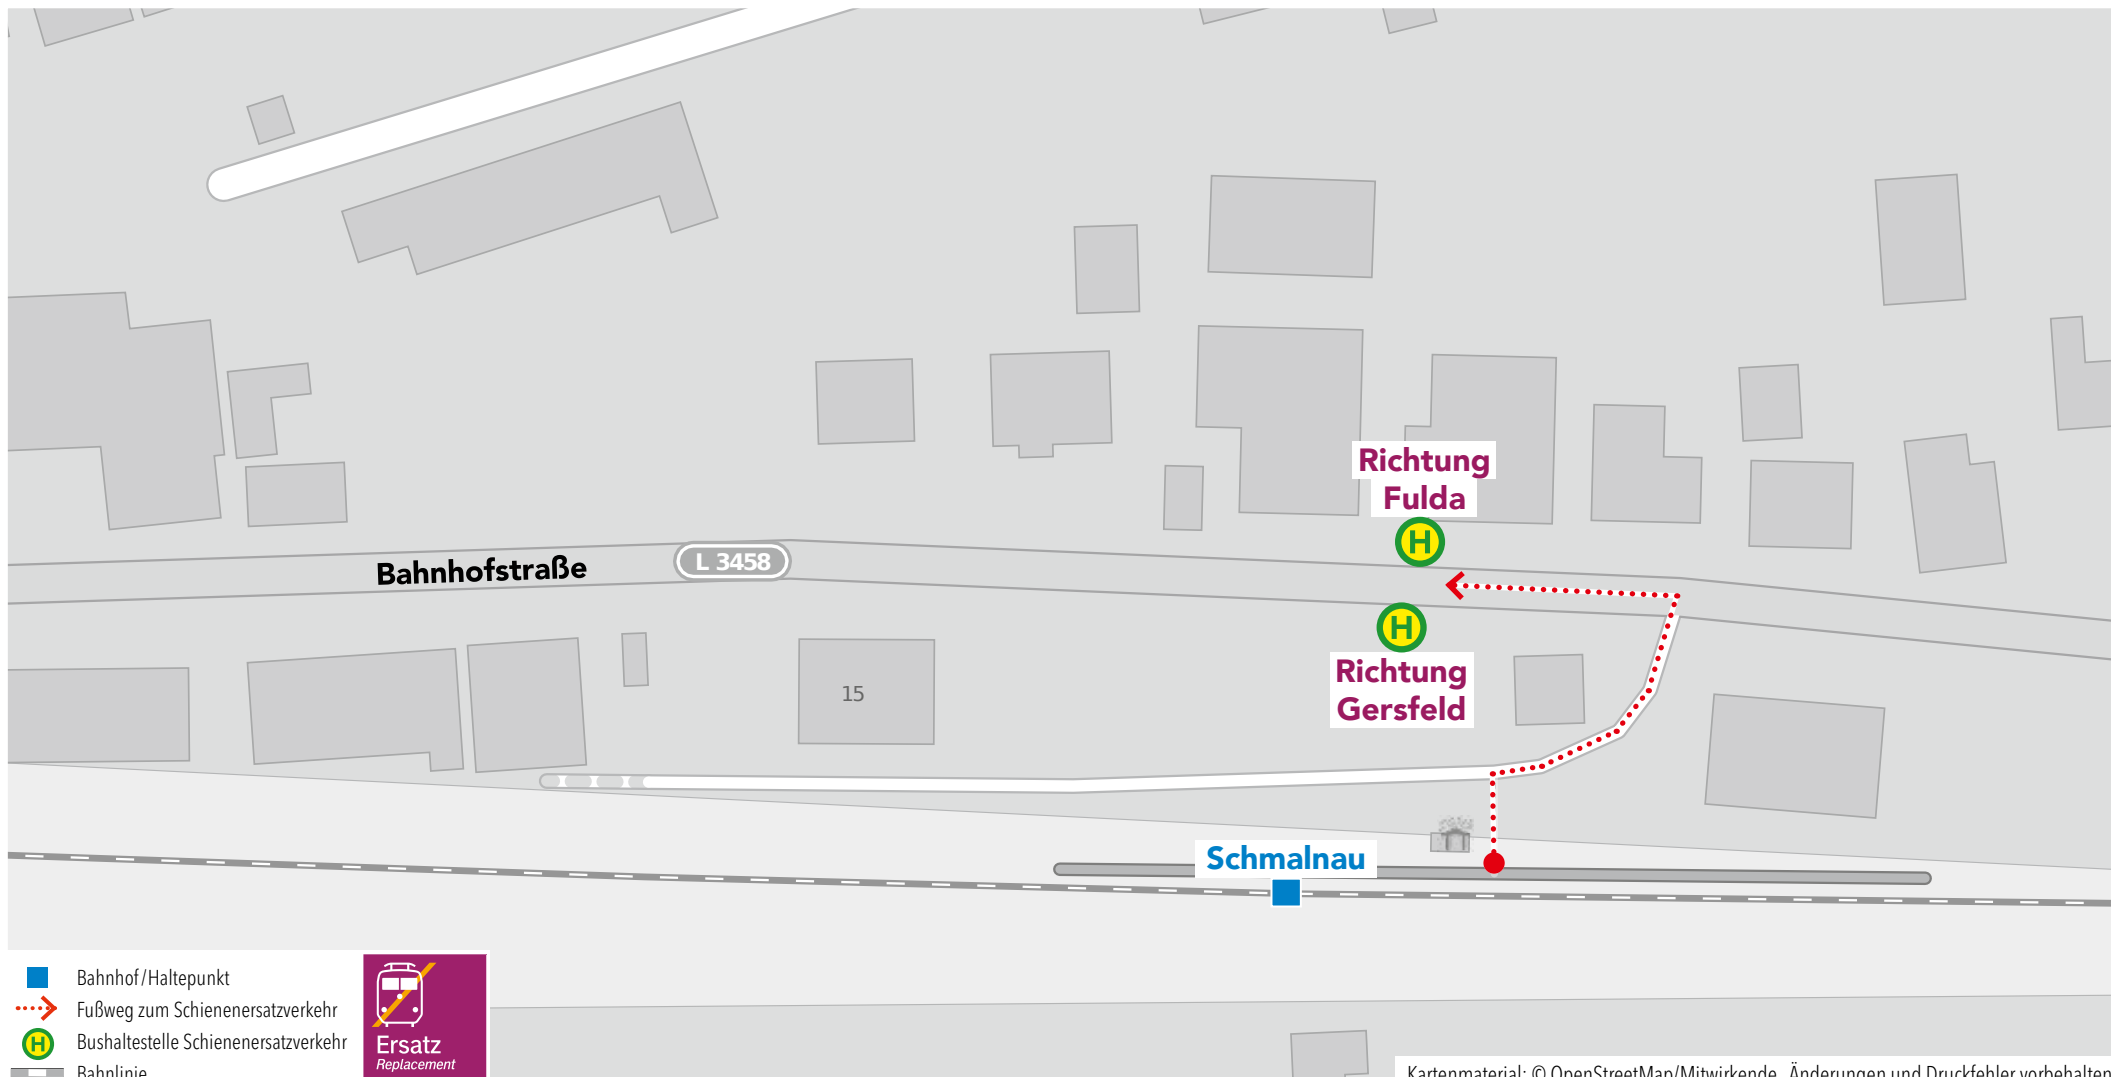 Richtung
Fulda
H
Bahnhofstraße
L 3458
H
Richtung
Gersfeld
15
Schmalnau
Bahnhof/Haltepunkt
Fußweg zum Schienenersatzverkehr
H Bushaltestelle Schienenersatzverkehr
Bahnlinie
Ersatz
Replacement
Kartenmaterial: © OpenStreetMap/Mitwirkende, Änderungen und Druckfehler vorbehalten